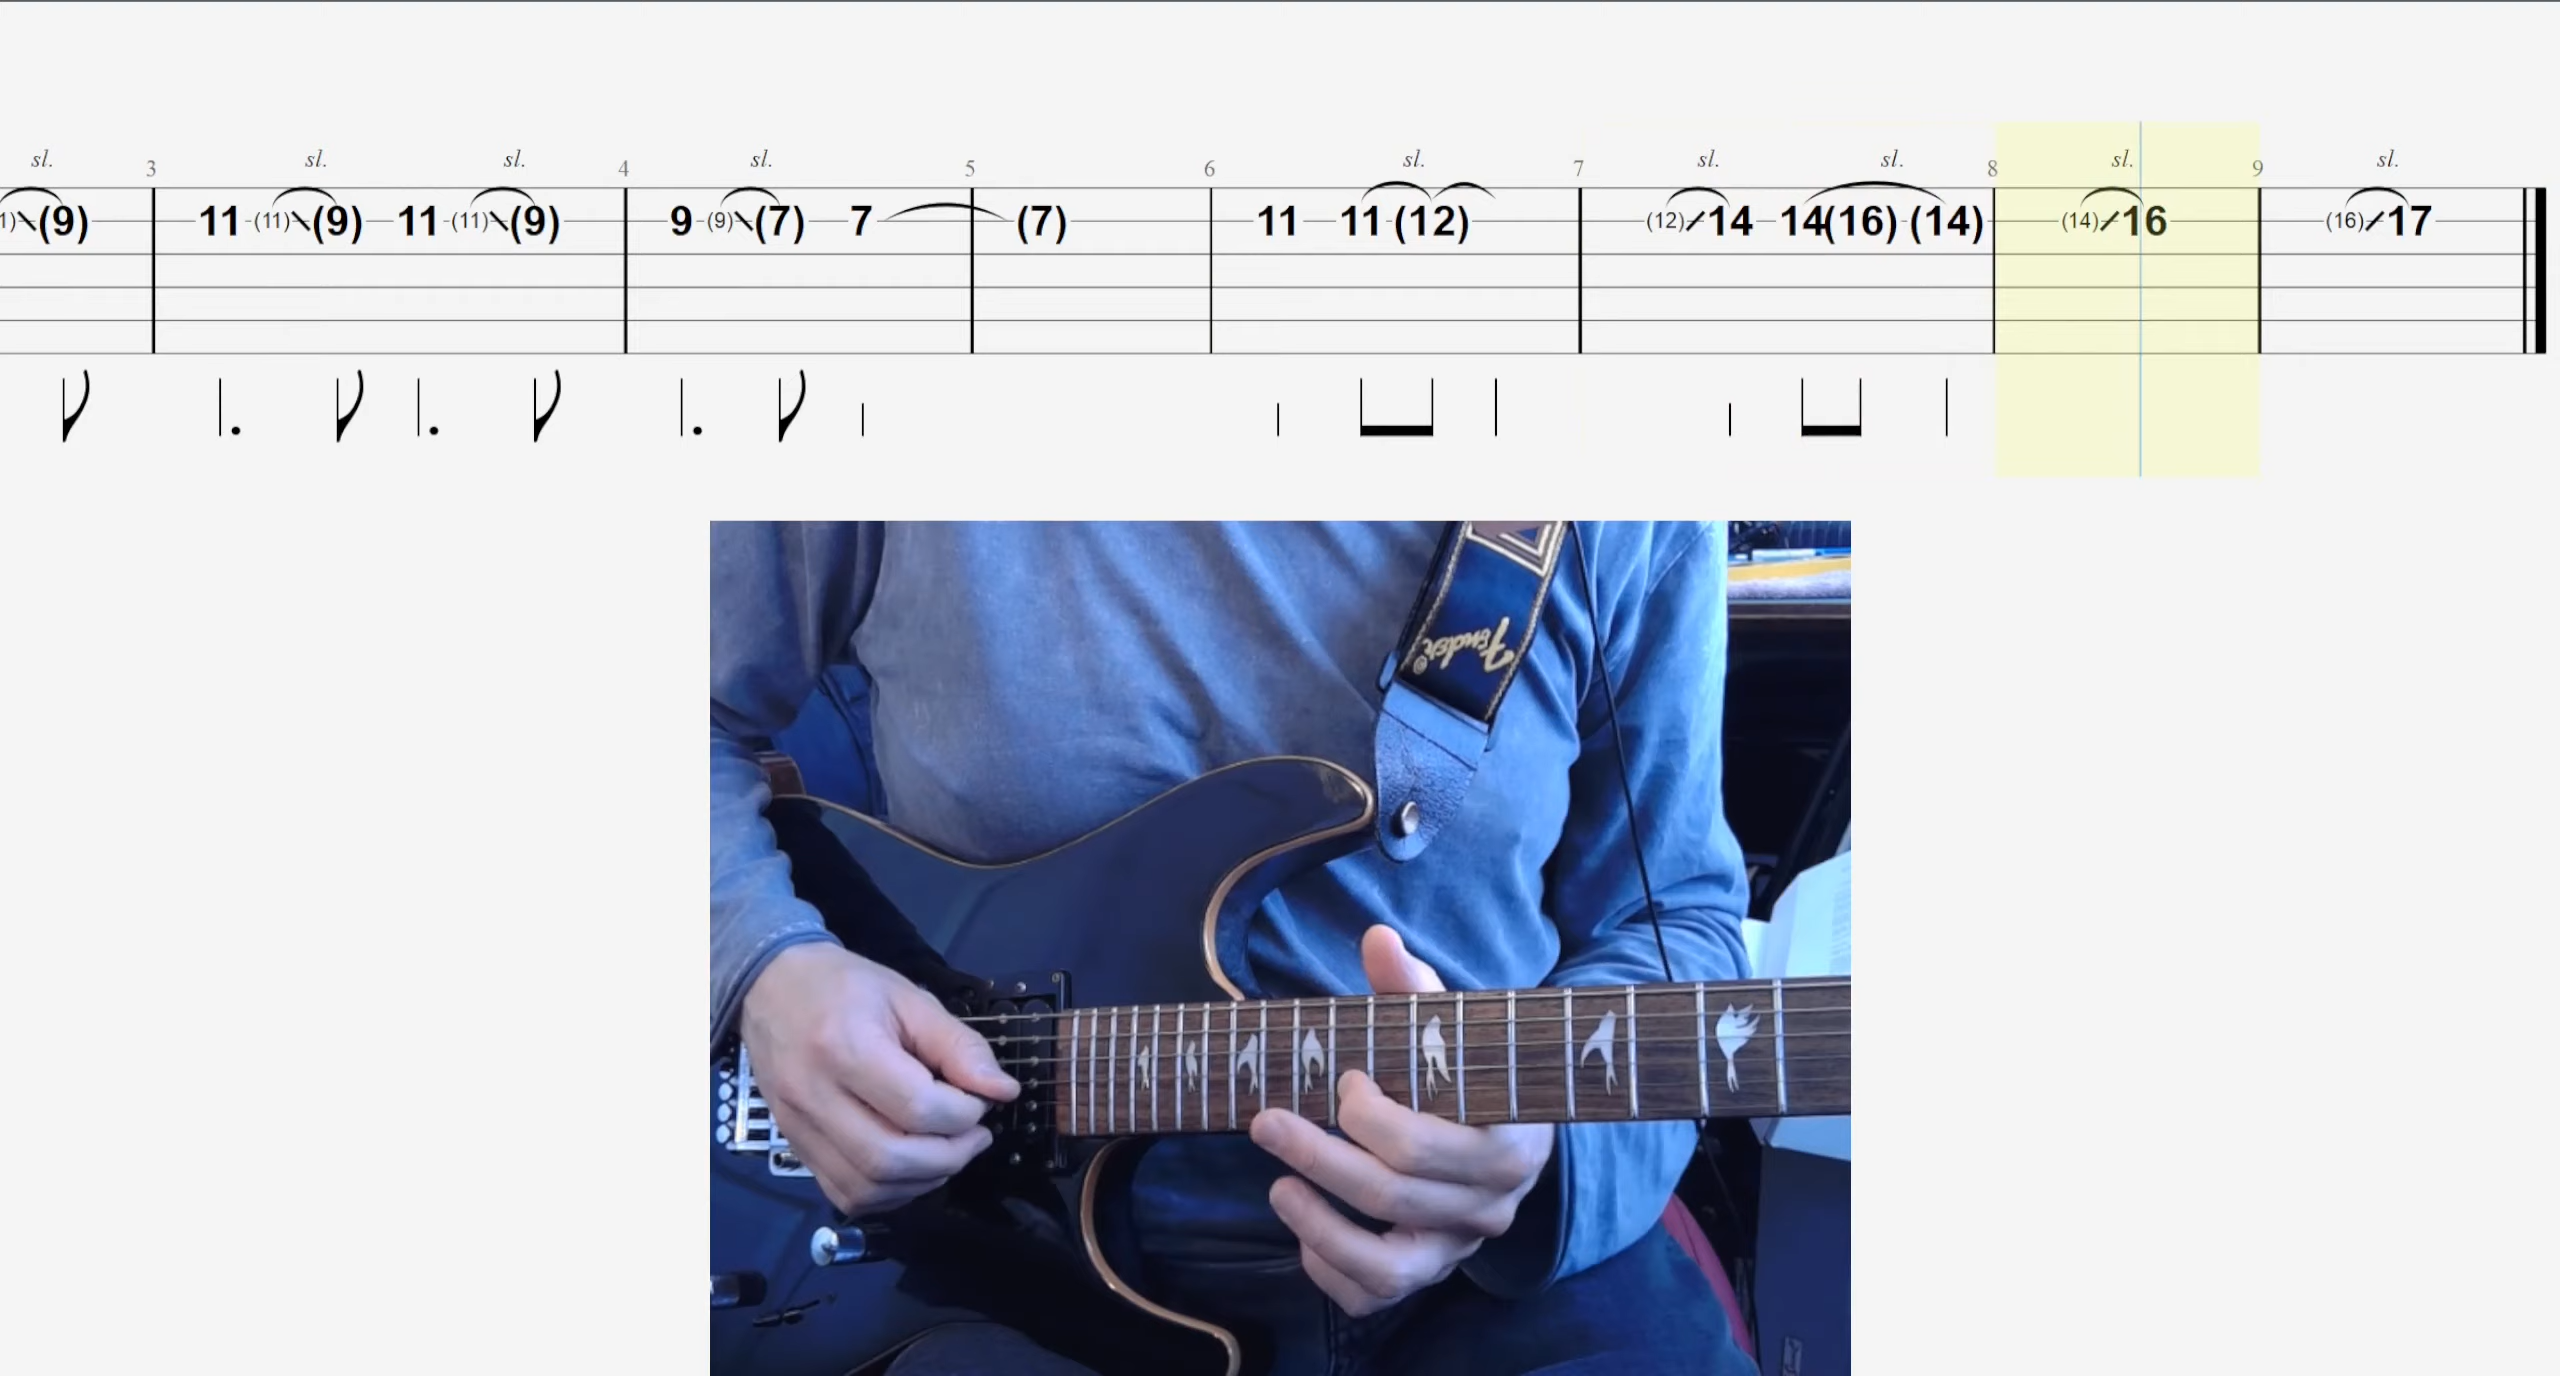 sl. 3 sl. sl. 4 sl. 5 6 sl. 7 sl. sl. 8 sl. 9 sl.
1) (9) 11 (11) (9) 11 (11) (9) 9 (9) (7) 7 (7) 11 11 (12) (12) 14 14 (16) (14) (14) 16 (16) 17
Fender®